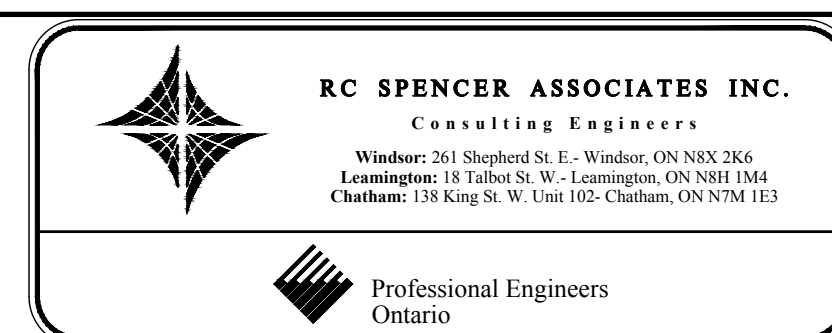 RC SPENCER ASSOCIATES INC.
Consulting Engineers
Windsor: 261 Shepherd St. E.- Windsor, ON N8X 2K6
Leamington: 18 Talbot St. W.- Leamington, ON N8H 1M4
Chatham: 138 King St. W. Unit 102- Chatham, ON N7M 1E3
Professional Engineers
Ontario